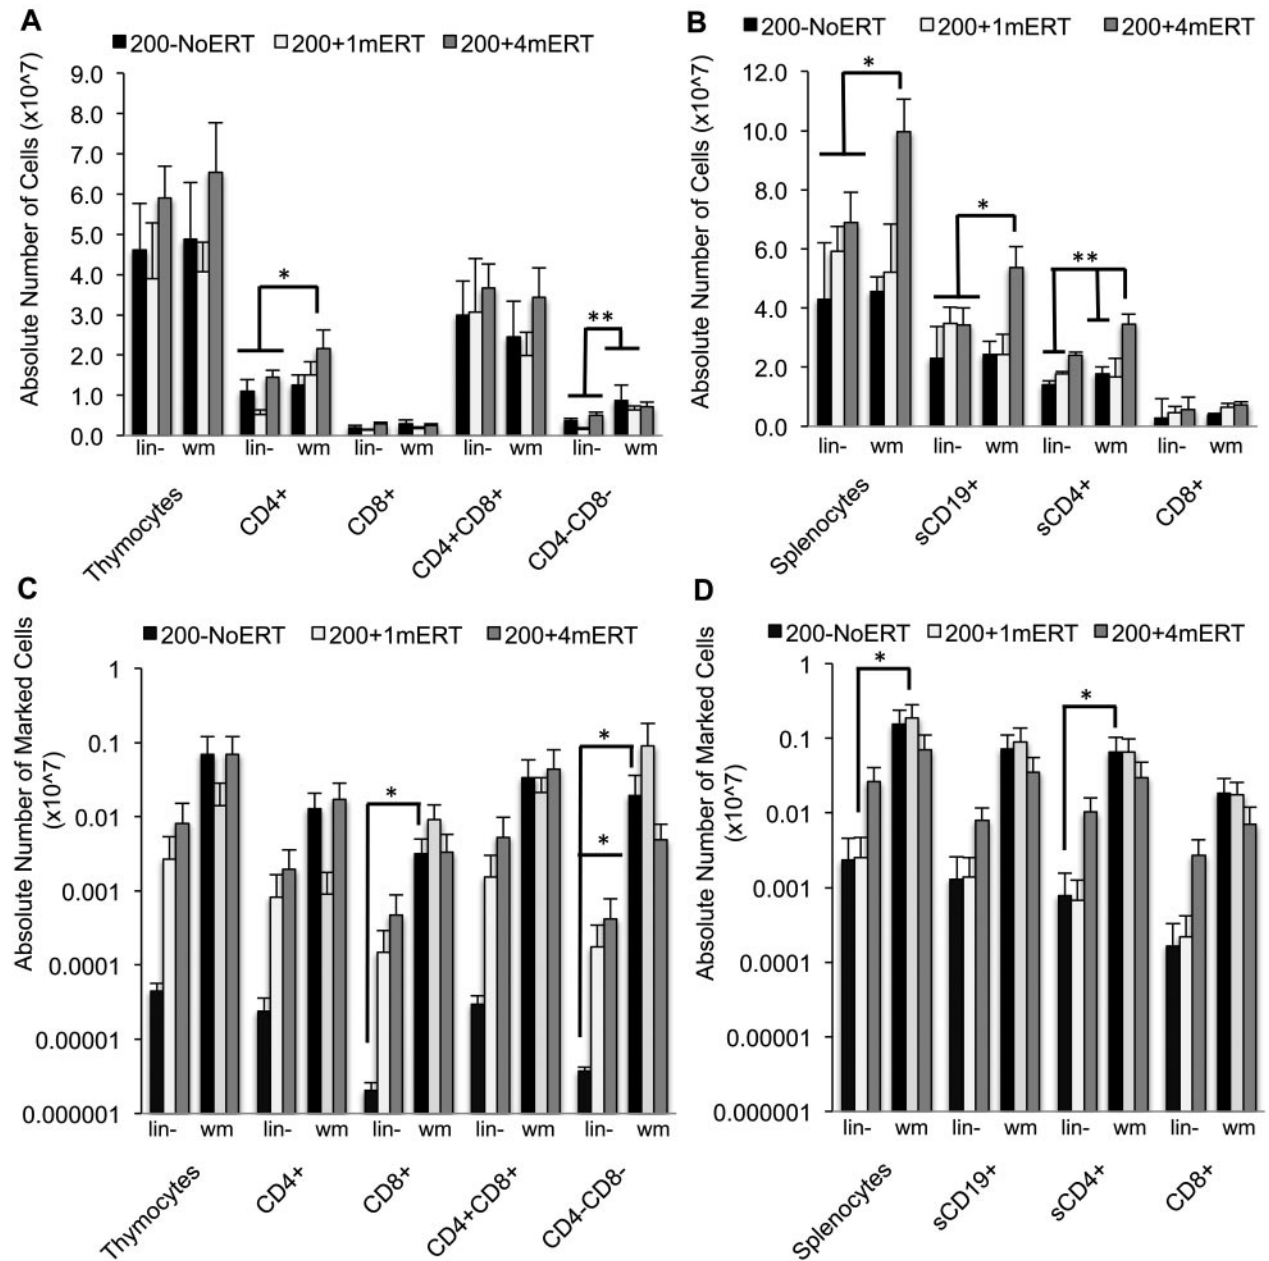 A
200-NoERT 200+1mERT 200+4mERT
Absolute Number of Cells (x10^7)
9.0
8.0
7.0
6.0
5.0
4.0
3.0
2.0
1.0
0.0
*
**
lin- wm lin- wm lin- wm lin- wm lin- wm
Thymocytes
CD4+
CD8+
CD4+CD8+
CD4-CD8-
B
200-NoERT 200+1mERT 200+4mERT
Absolute Number of Cells (x10^7)
12.0
10.0
8.0
6.0
4.0
2.0
0.0
*
*
**
lin- wm lin- wm lin- wm lin- wm
Splenocytes
sCD19+
sCD4+
CD8+
C
200-NoERT 200+1mERT 200+4mERT
Absolute Number of Marked Cells
(x10^7)
1
0.1
0.01
0.001
0.0001
0.00001
0.000001
*
*
*
lin- wm lin- wm lin- wm lin- wm lin- wm
Thymocytes
CD4+
CD8+
CD4+CD8+
CD4-CD8-
D
200-NoERT 200+1mERT 200+4mERT
Absolute Number of Marked Cells
(x10^7)
1
0.1
0.01
0.001
0.0001
0.00001
0.000001
*
*
lin- wm lin- wm lin- wm lin- wm
Splenocytes
sCD19+
sCD4+
CD8+